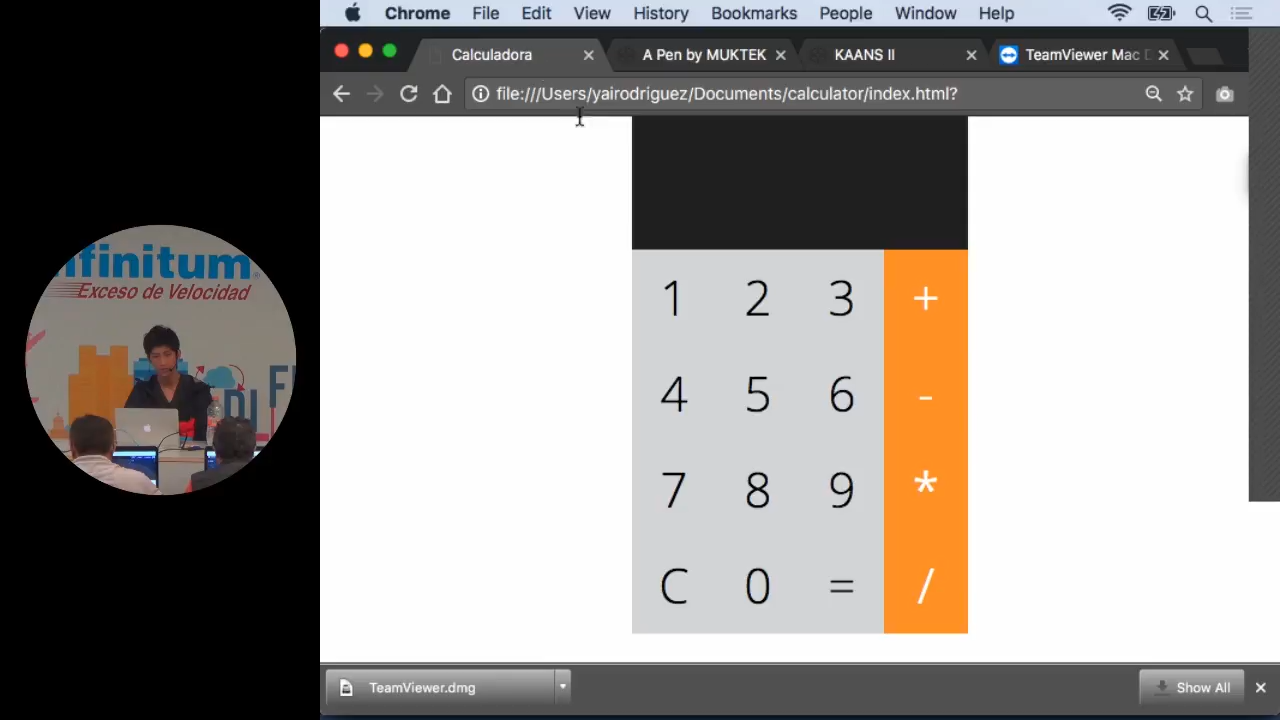 Chrome File Edit View History Bookmarks People Window Help
Calculadora
A Pen by MUKTEK
KAANS II
TeamViewer Mac D
file:///Users/yairodriguez/Documents/calculator/index.html?
1 2 3 +
4 5 6 -
7 8 9 *
C 0 = /
TeamViewer.dmg
Show All
nfinitum
Exceso de Velocidad